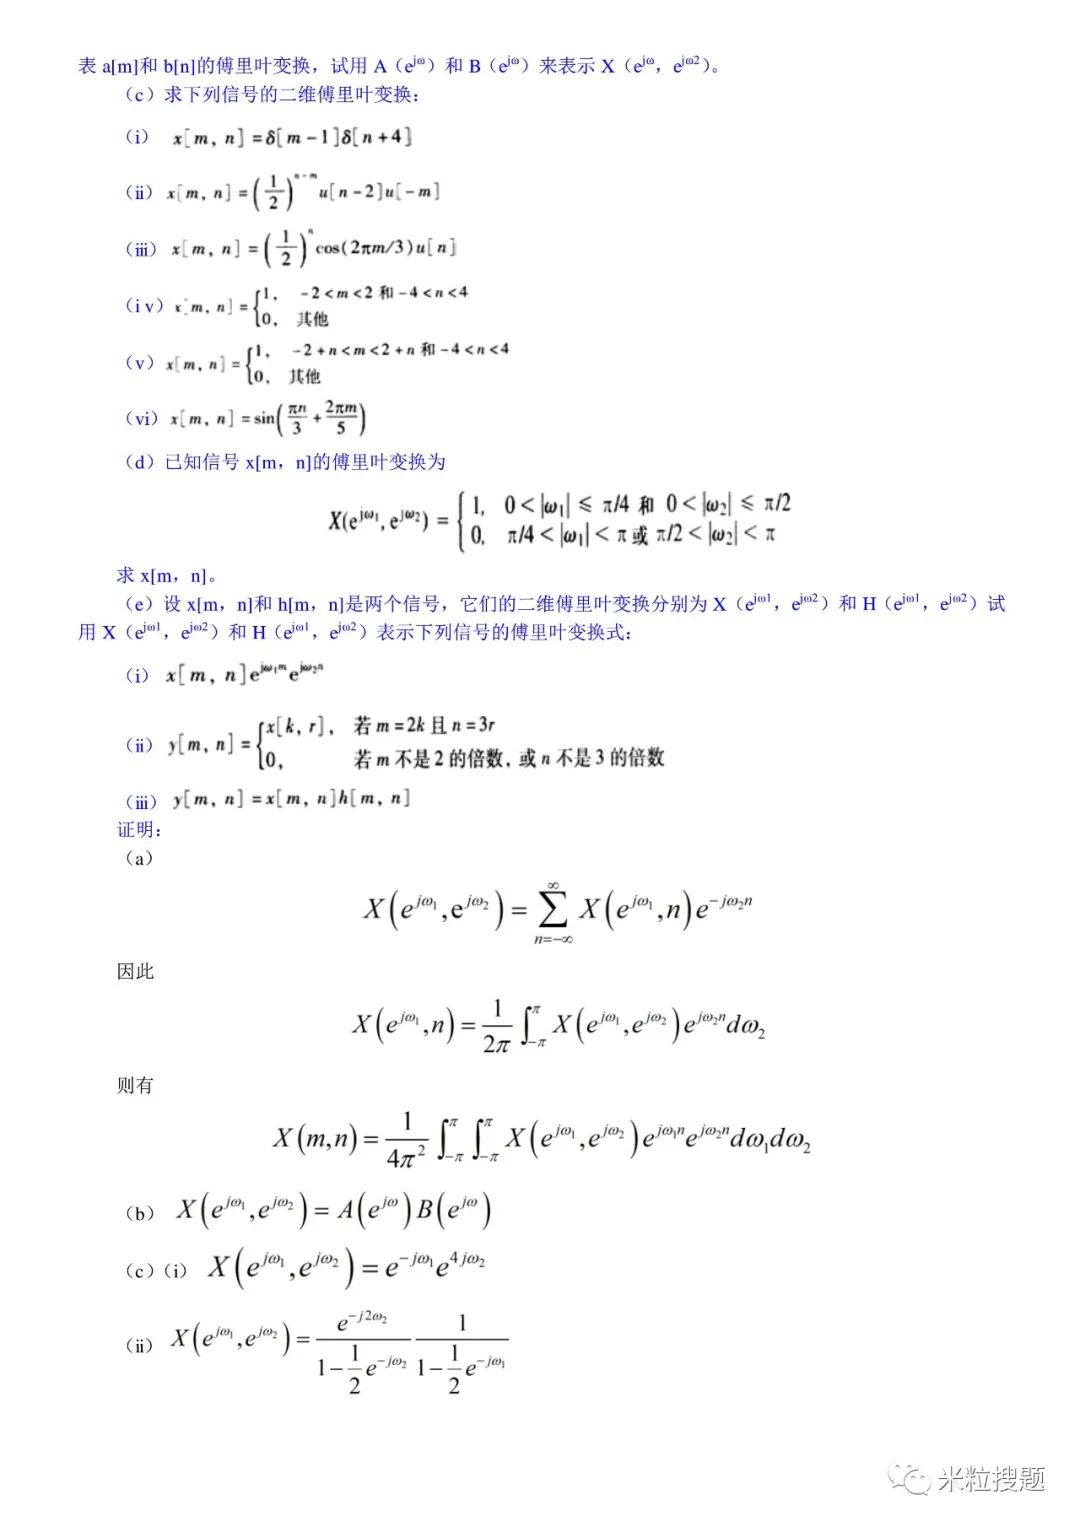 表 a[m]和 b[n]的傅里叶变换，试用 A（e^{jω}）和 B（e^{jω}）来表示 X（e^{jω}，e^{jω2}）。
（c）求下列信号的二维傅里叶变换：
（i） x[m, n]=δ[m-1]δ[n+4]
（ii）x[m, n]=(1/2)^{n-m}u[n-2]u[-m]
（iii） x[m, n]=(1/2)^{n}cos(2πm/3)u[n]
（i v）x[m, n]={1, -2<m<2 和 -4<n<4
0, 其他
（v）x[m, n]={1, -2+n<m<2+n 和 -4<n<4
0, 其他
（vi）x[m, n]=sin(πn/3+2πm/5)
（d）已知信号 x[m，n]的傅里叶变换为
X(e^{jω₁},e^{jω₂})={1, 0<|ω₁|≤π/4 和 0<|ω₂|≤π/2
0, π/4<|ω₁|<π 或 π/2<|ω₂|<π
求 x[m，n]。
（e）设 x[m，n]和 h[m，n]是两个信号，它们的二维傅里叶变换分别为 X（e^{jω1}，e^{jω2}）和 H（e^{jω1}，e^{jω2}）试
用 X（e^{jω1}，e^{jω2}）和 H（e^{jω1}，e^{jω2}）表示下列信号的傅里叶变换式：
（i） x[m, n]e^{jω₁m}e^{jω₂n}
（ii）y[m, n]={x[k, r], 若 m=2k 且 n=3r
0, 若 m 不是 2 的倍数, 或 n 不是 3 的倍数
（iii） y[m, n]=x[m, n]h[m, n]
证明：
（a）
X(e^{jω₁},e^{jω₂})=∑_{n=-∞}^{∞}X(e^{jω₁},n)e^{-jω₂n}
因此
X(e^{jω₁},n)=1/2π ∫_{-π}^{π}X(e^{jω₁},e^{jω₂})e^{jω₂n}dω₂
则有
X(m,n)=1/4π² ∫_{-π}^{π}∫_{-π}^{π}X(e^{jω₁},e^{jω₂})e^{jω₁n}e^{jω₂n}dω₁dω₂
（b） X(e^{jω₁},e^{jω₂})=A(e^{jω})B(e^{jω})
（c）（i） X(e^{jω₁},e^{jω₂})=e^{-jω₁}e^{4jω₂}
（ii） X(e^{jω₁},e^{jω₂})=e^{-j2ω₂}/(1-1/2e^{-jω₂}) 1/(1-1/2e^{-jω₁})
米粒搜题